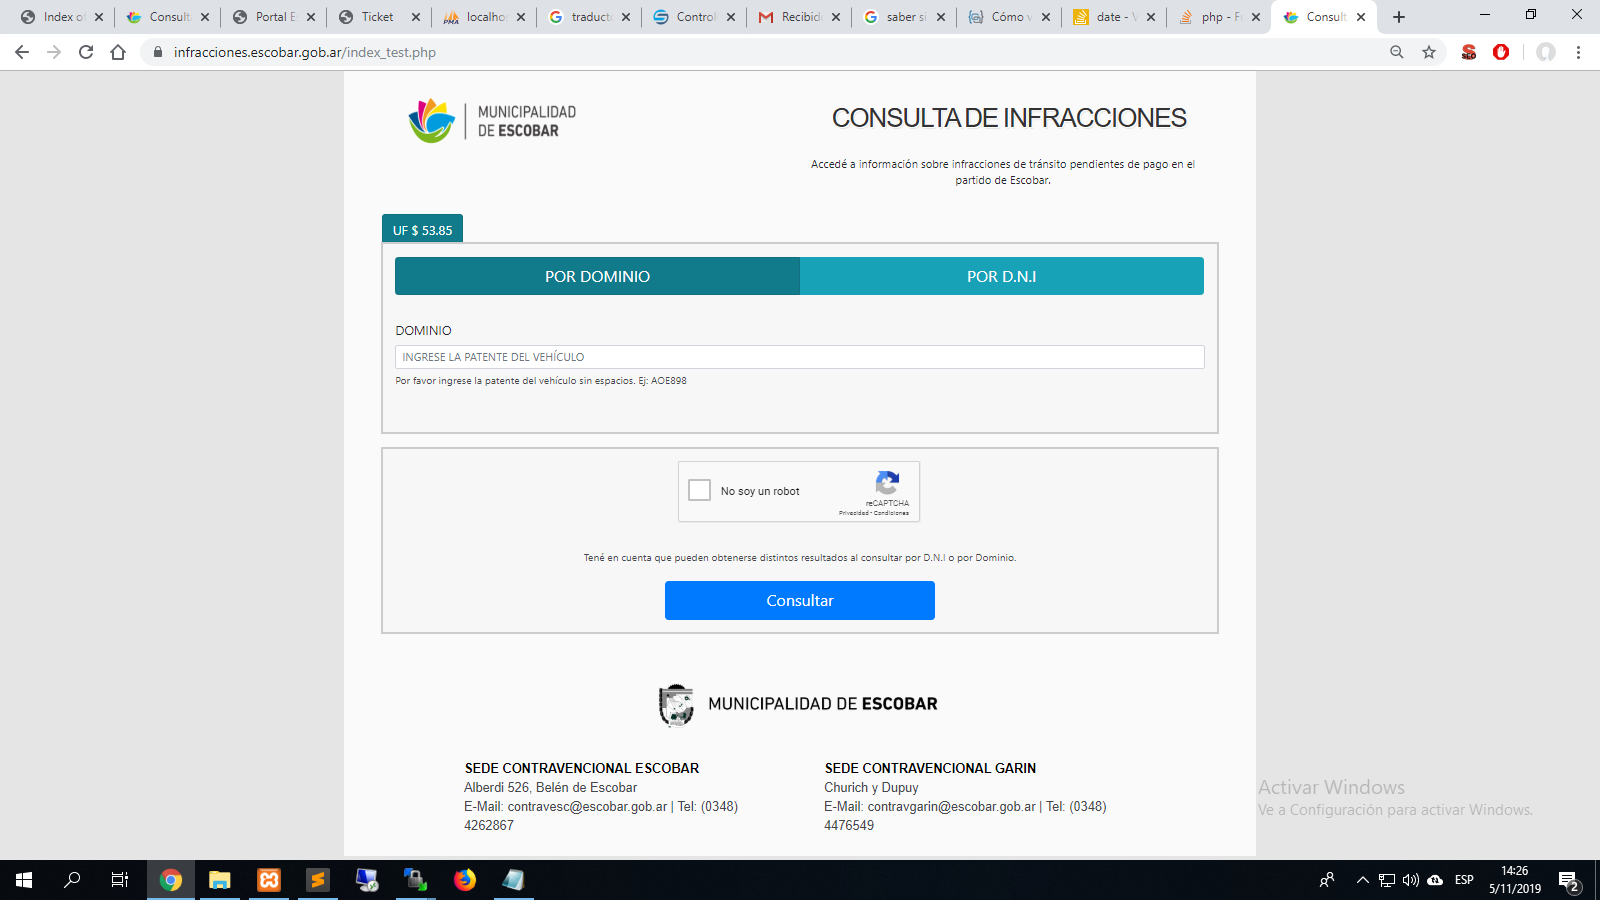 Index of
Consult
Portal E
Ticket
localhos
traducto
Control
Recibido
saber si
Cómo v
date - V
php - F
Consult
infracciones.escobar.gob.ar/index_test.php
MUNICIPALIDAD
DE ESCOBAR
CONSULTA DE INFRACCIONES
Accedé a información sobre infracciones de tránsito pendientes de pago en el
partido de Escobar.
UF $ 53.85
POR DOMINIO
POR D.N.I
DOMINIO
INGRESE LA PATENTE DEL VEHÍCULO
Por favor ingrese la patente del vehículo sin espacios. Ej: AOE898
No soy un robot
reCAPTCHA
Privacidad - Condiciones
Tené en cuenta que pueden obtenerse distintos resultados al consultar por D.N.I o por Dominio.
Consultar
MUNICIPALIDAD DE ESCOBAR
SEDE CONTRAVENCIONAL ESCOBAR
Alberdi 526, Belén de Escobar
E-Mail: contravesc@escobar.gob.ar | Tel: (0348)
4262867
SEDE CONTRAVENCIONAL GARIN
Churich y Dupuy
E-Mail: contravgarin@escobar.gob.ar | Tel: (0348)
4476549
Activar Windows
Ve a Configuración para activar Windows.
ESP
14:26
5/11/2019
2